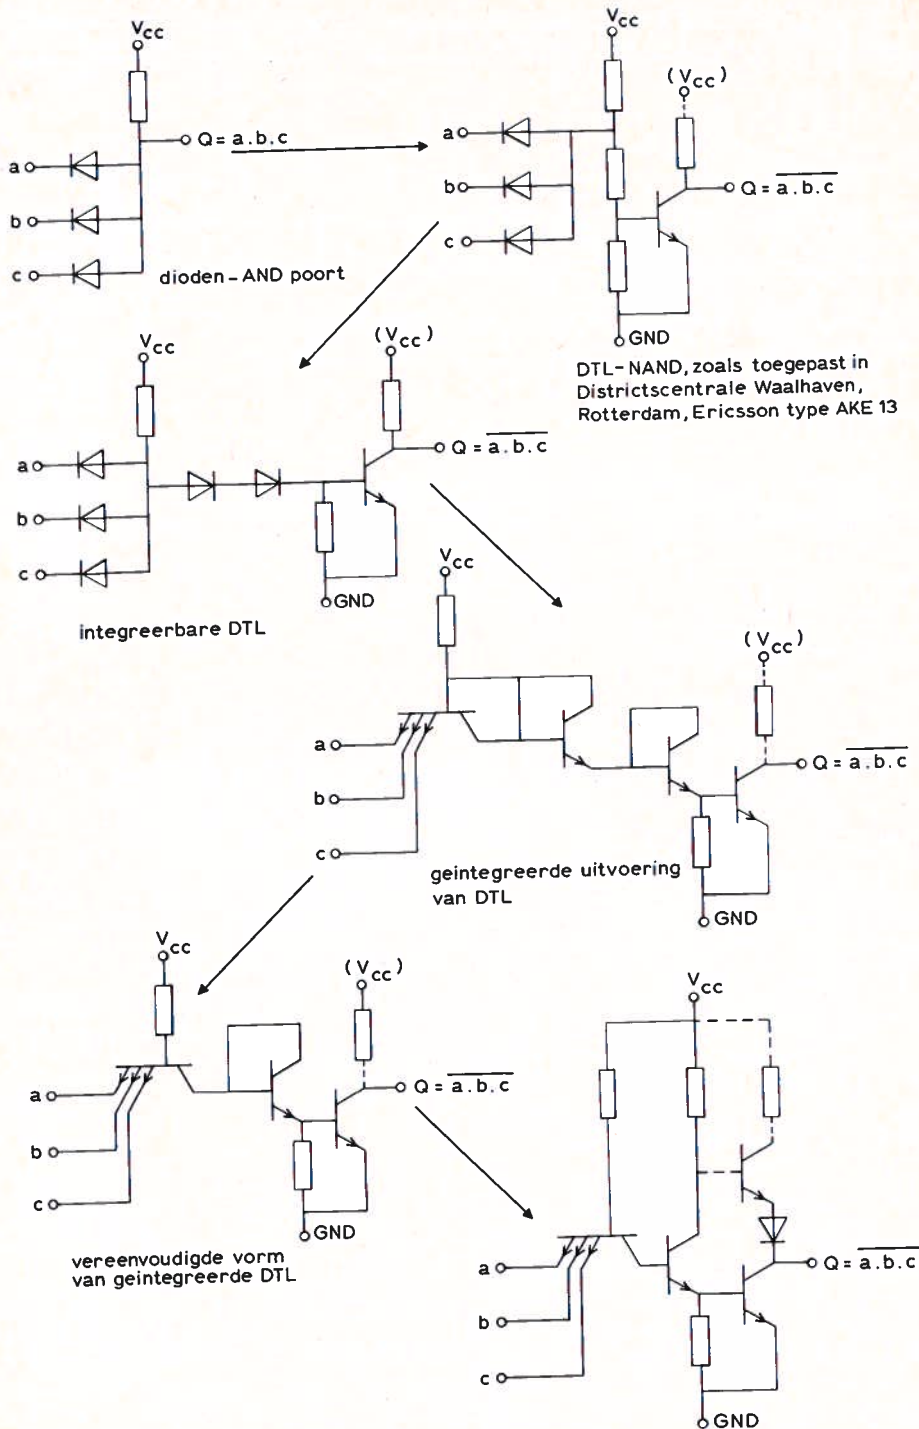 Vcc
Q = a.b.c
a
b
c
dioden-AND poort
Vcc
(Vcc)
a
b
c
Q = a.b.c
GND
DTL-NAND, zoals toegepast in
Districtscentrale Waalhaven,
Rotterdam, Ericsson type AKE 13
Vcc
(Vcc)
a
b
c
Q = a.b.c
GND
integreerbare DTL
Vcc
(Vcc)
a
b
c
Q = a.b.c
GND
geintegreerde uitvoering
van DTL
Vcc
(Vcc)
a
b
c
Q = a.b.c
GND
vereenvoudigde vorm
van geintegreerde DTL
Vcc
a
b
c
Q = a.b.c
GND